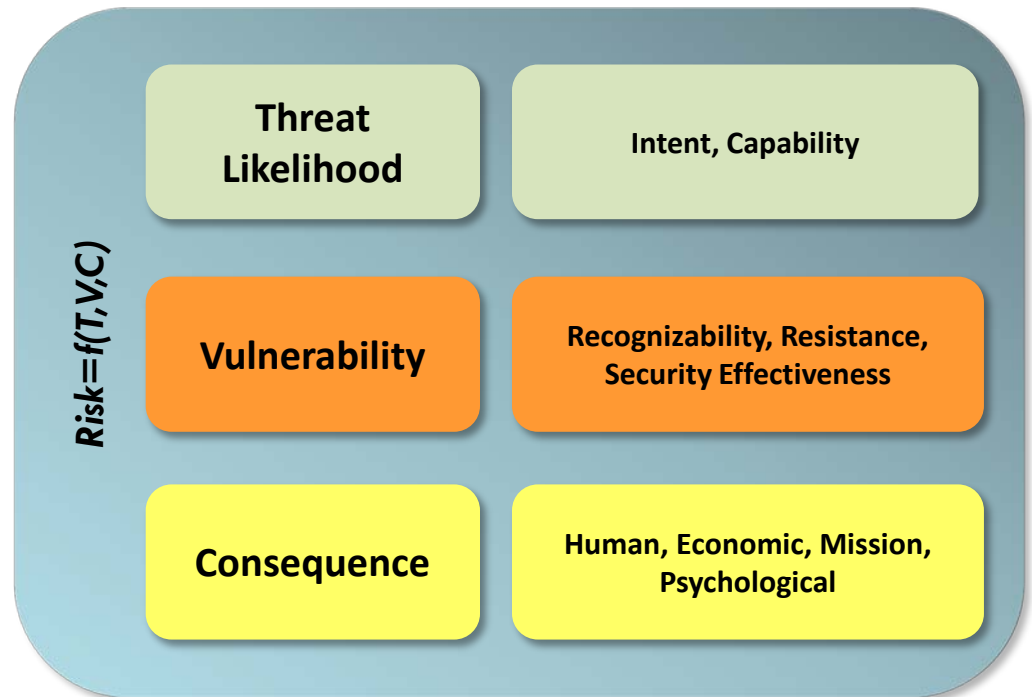 Risk=f(T,V,C)
Threat
Likelihood
Intent, Capability
Vulnerability
Recognizability, Resistance,
Security Effectiveness
Consequence
Human, Economic, Mission,
Psychological